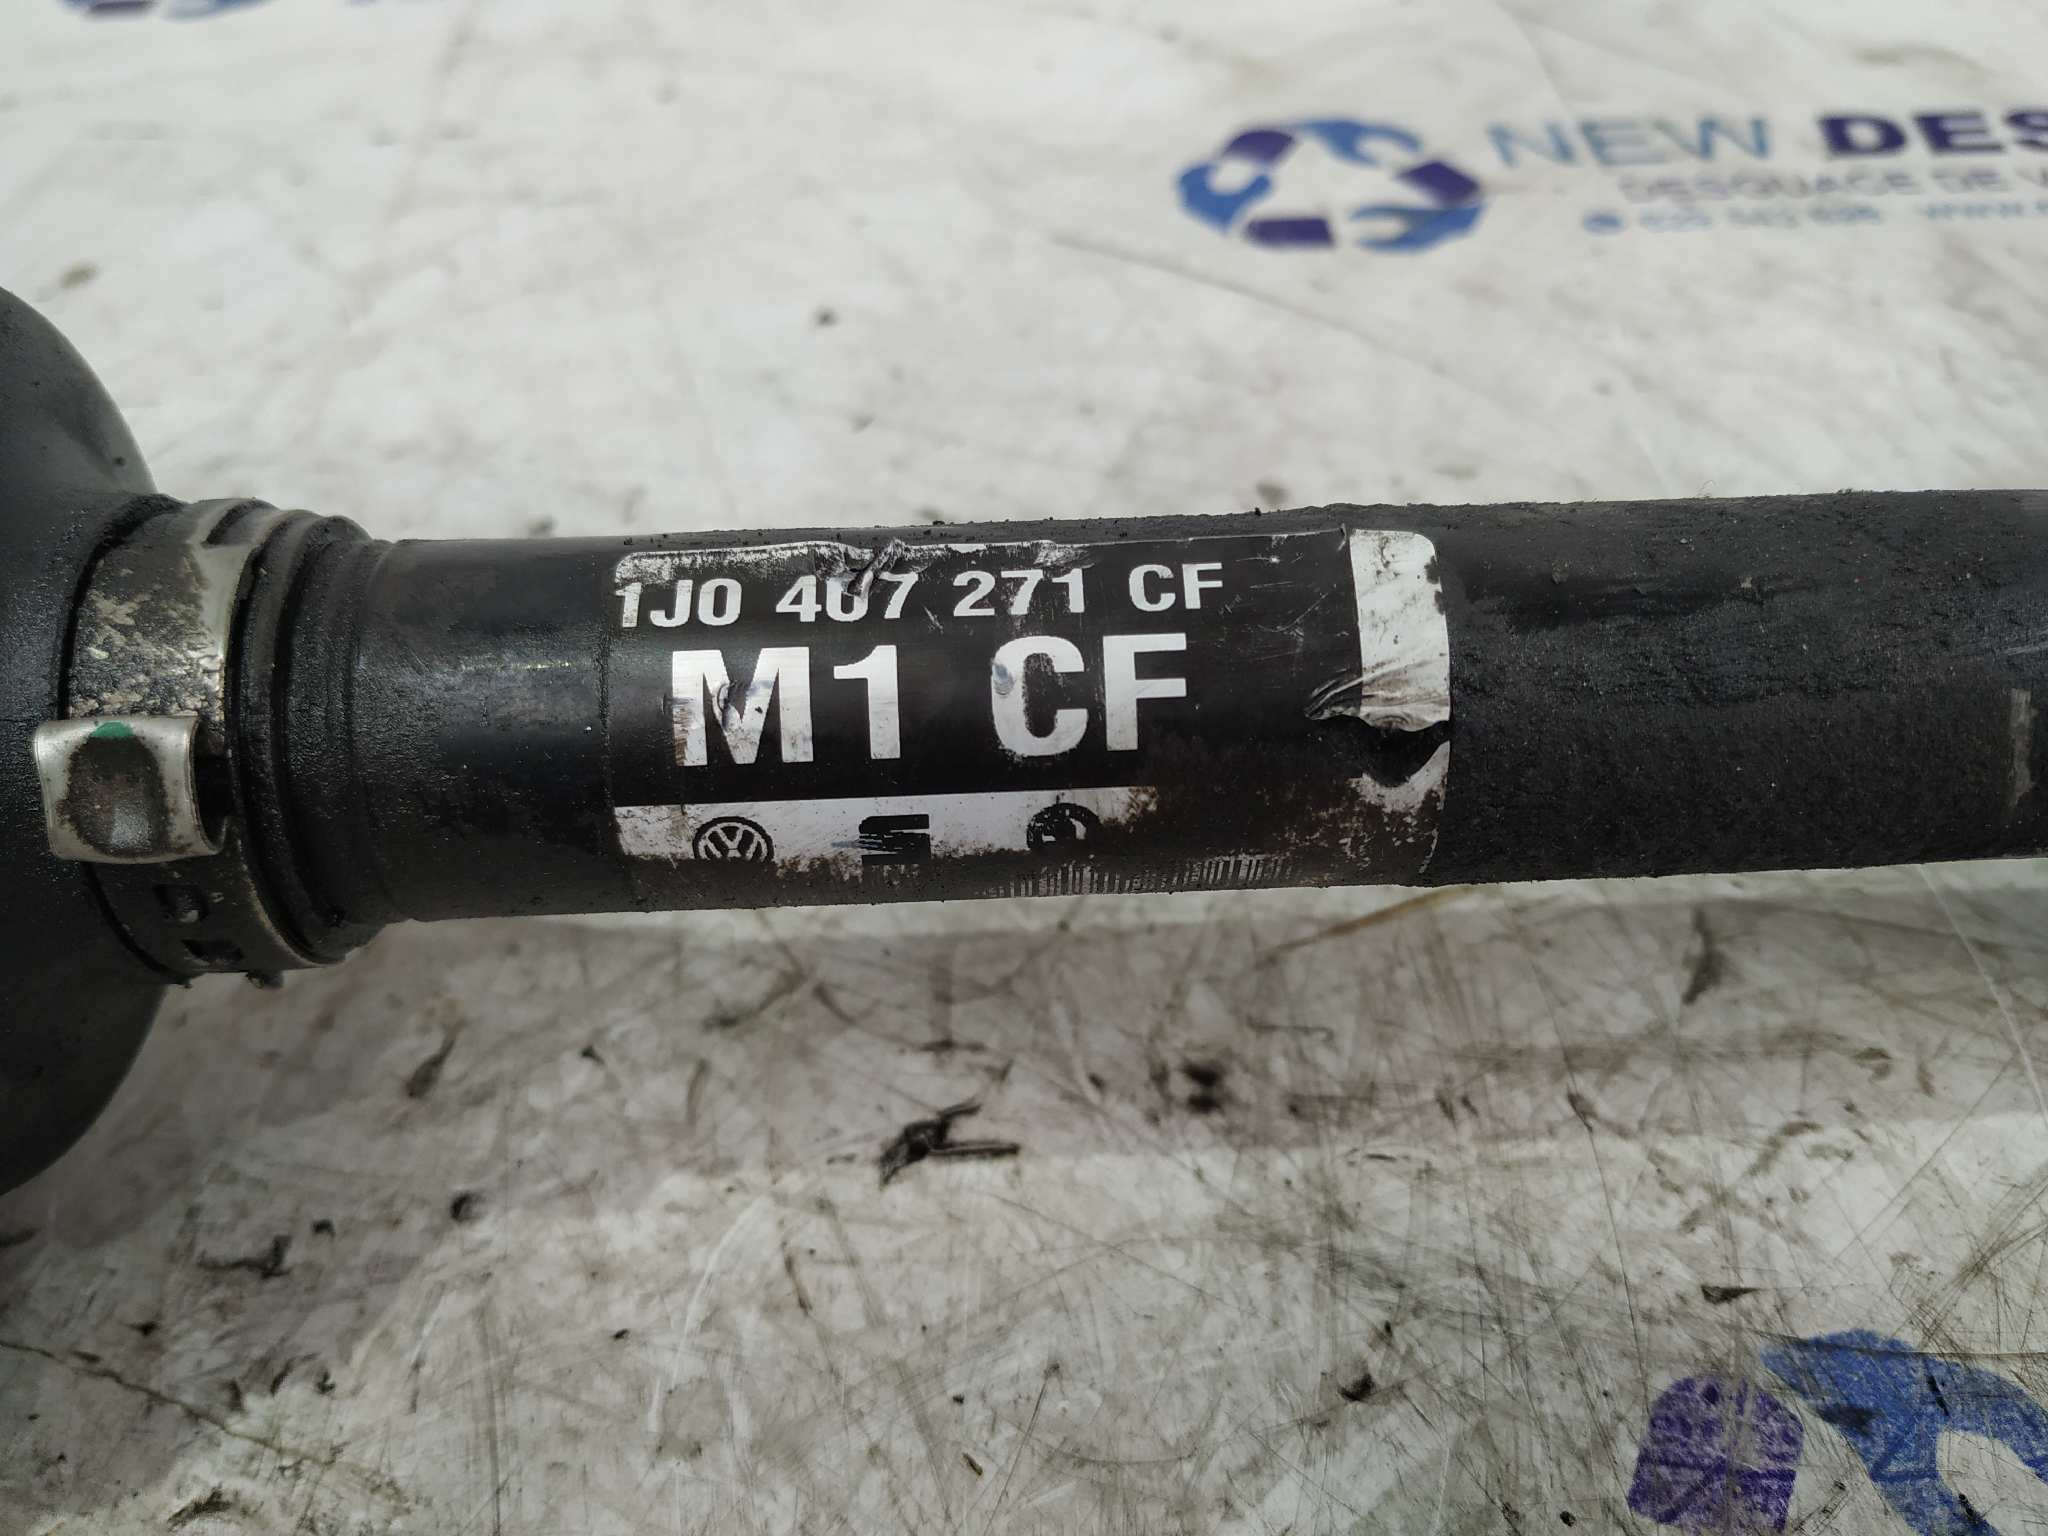 NEW DES
DESGUACE DE V
1J0 407 271 CF
M1 CF